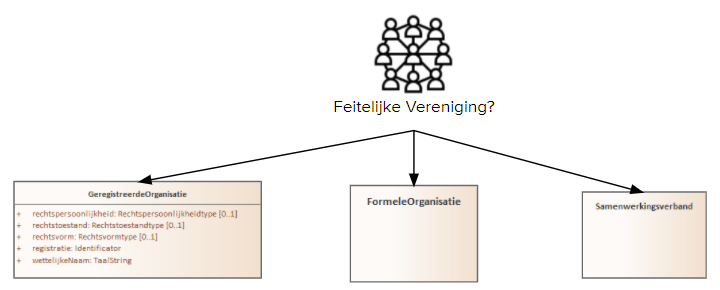 Feitelijke Vereniging?
GeregistreerdeOrganisatie
+ rechtspersoonlijkheid: Rechtspersoonlijkheidtype [0..1]
+ rechtstoestand: Rechtstoestandtype [0..1]
+ rechtsvorm: Rechtsvormtype [0..1]
+ registratie: Identificator
+ wettelijkeNaam: TaalString
FormeleOrganisatie
Samenwerkingsverband